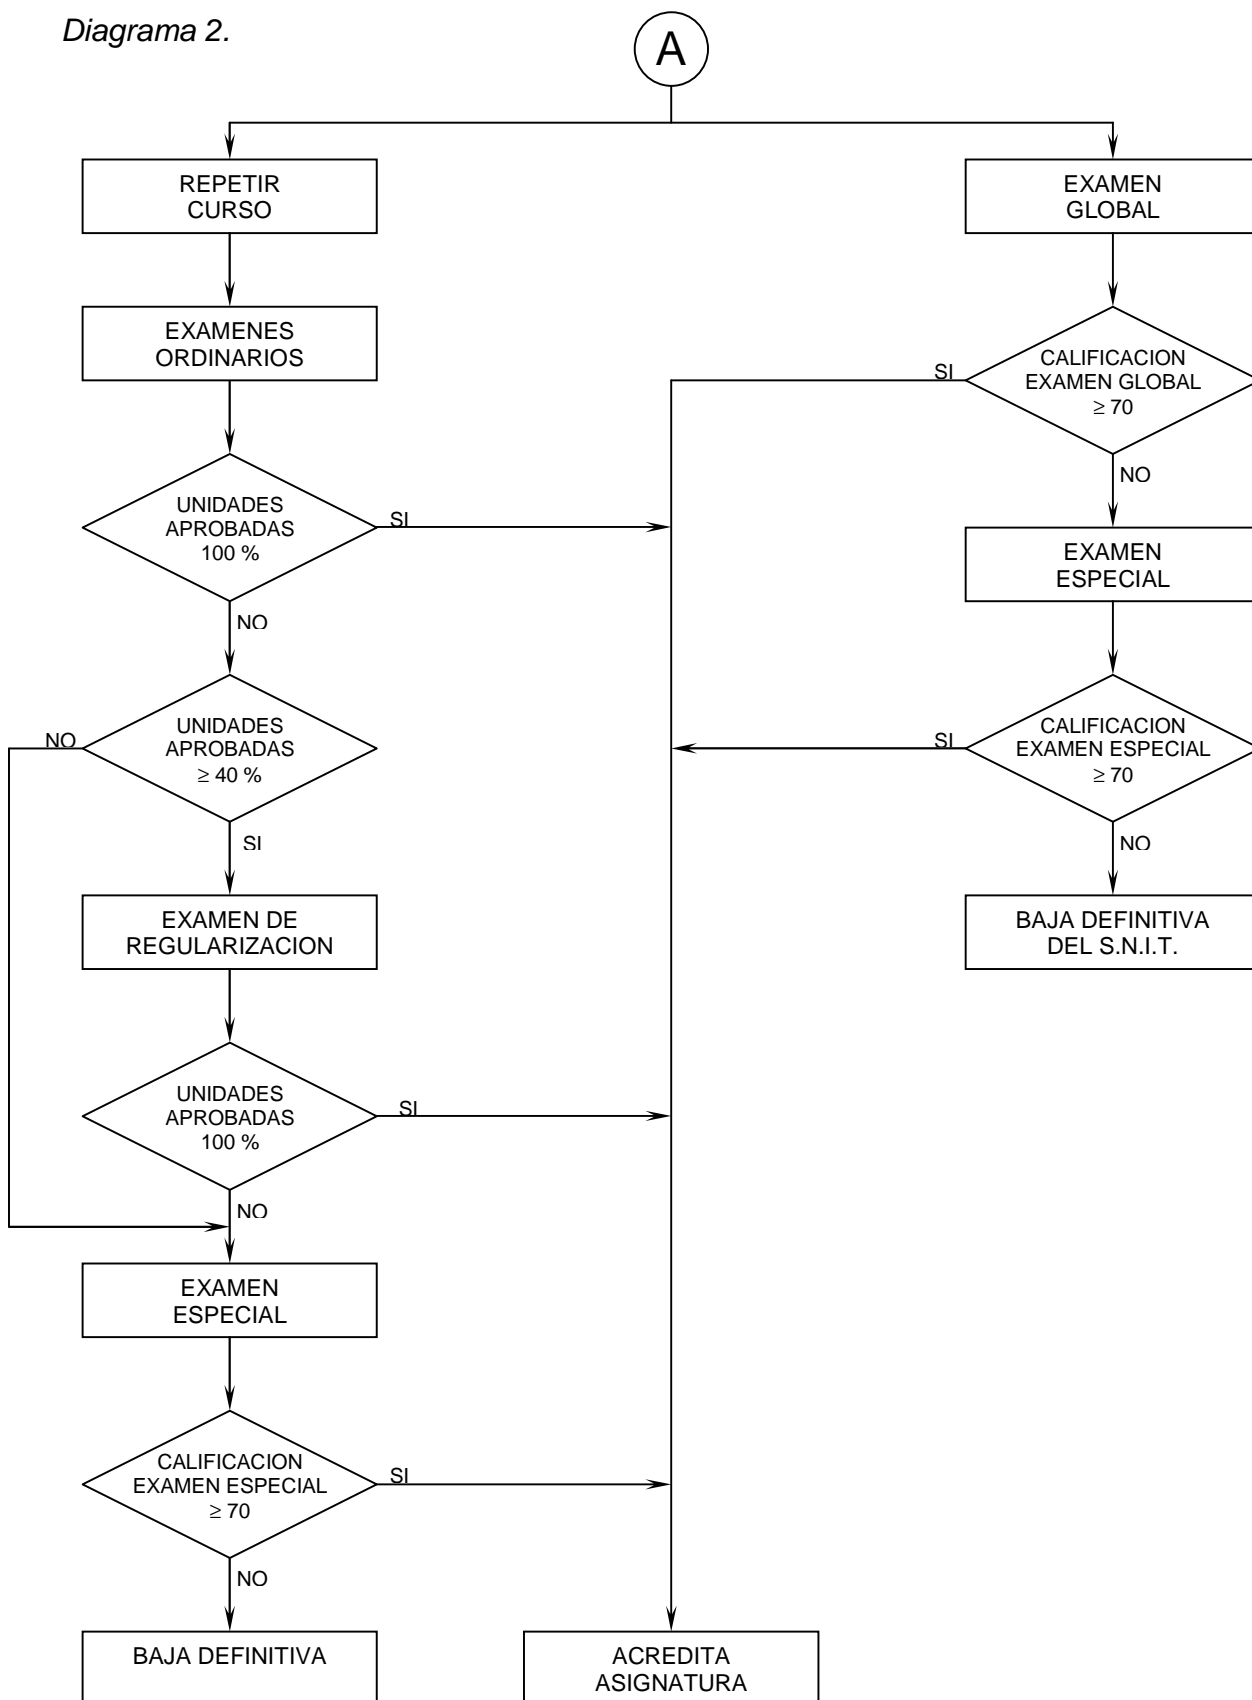 Diagrama 2.
A
REPETIR
CURSO
EXAMEN
GLOBAL
EXAMENES
ORDINARIOS
CALIFICACION
EXAMEN GLOBAL
≥ 70
SI
NO
UNIDADES
APROBADAS
100 %
SI
NO
EXAMEN
ESPECIAL
UNIDADES
APROBADAS
≥ 40 %
NO
SI
CALIFICACION
EXAMEN ESPECIAL
≥ 70
SI
NO
EXAMEN DE
REGULARIZACION
BAJA DEFINITIVA
DEL S.N.I.T.
UNIDADES
APROBADAS
100 %
SI
NO
EXAMEN
ESPECIAL
CALIFICACION
EXAMEN ESPECIAL
≥ 70
SI
NO
BAJA DEFINITIVA
ACREDITA
ASIGNATURA